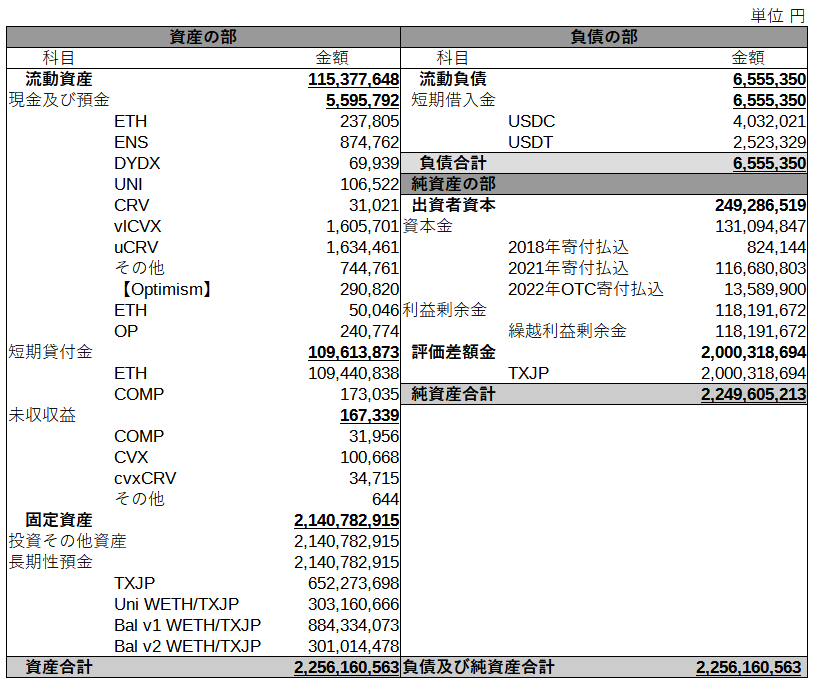 単位 円
資産の部
科目 金額
流動資産 115,377,648
現金及び預金 5,595,792
ETH 237,805
ENS 874,762
DYDX 69,939
UNI 106,522
CRV 31,021
vlCVX 1,605,701
uCRV 1,634,461
その他 744,761
【Optimism】 290,820
ETH 50,046
OP 240,774
短期貸付金 109,613,873
ETH 109,440,838
COMP 173,035
未収収益 167,339
COMP 31,956
CVX 100,668
cvxCRV 34,715
その他 644
固定資産 2,140,782,915
投資その他資産 2,140,782,915
長期性預金 2,140,782,915
TXJP 652,273,698
Uni WETH/TXJP 303,160,666
Bal v1 WETH/TXJP 884,334,073
Bal v2 WETH/TXJP 301,014,478
資産合計 2,256,160,563
負債の部
科目 金額
流動負債 6,555,350
短期借入金 6,555,350
USDC 4,032,021
USDT 2,523,329
負債合計 6,555,350
純資産の部
出資者資本 249,286,519
資本金 131,094,847
2018年寄付払込 824,144
2021年寄付払込 116,680,803
2022年OTC寄付払込 13,589,900
利益剰余金 118,191,672
繰越利益剰余金 118,191,672
評価差額金 2,000,318,694
TXJP 2,000,318,694
純資産合計 2,249,605,213
負債及び純資産合計 2,256,160,563